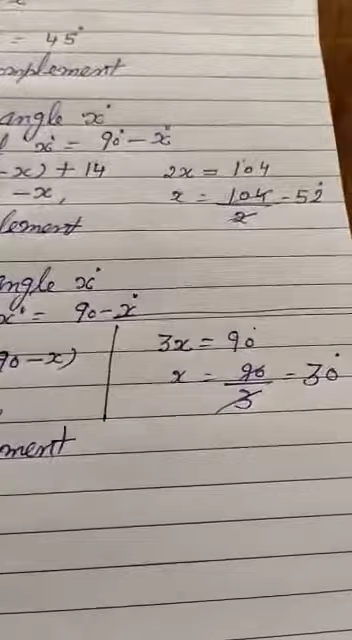 = 45°
omplement
angle x°
x° = 90° - x°
-x) + 14 2x = 104
-x, x = 104/2 = 52°
lement
ngle x°
x° = 90 - x°
90 - x) 3x = 90°
x = 90/3 = 30°
ment